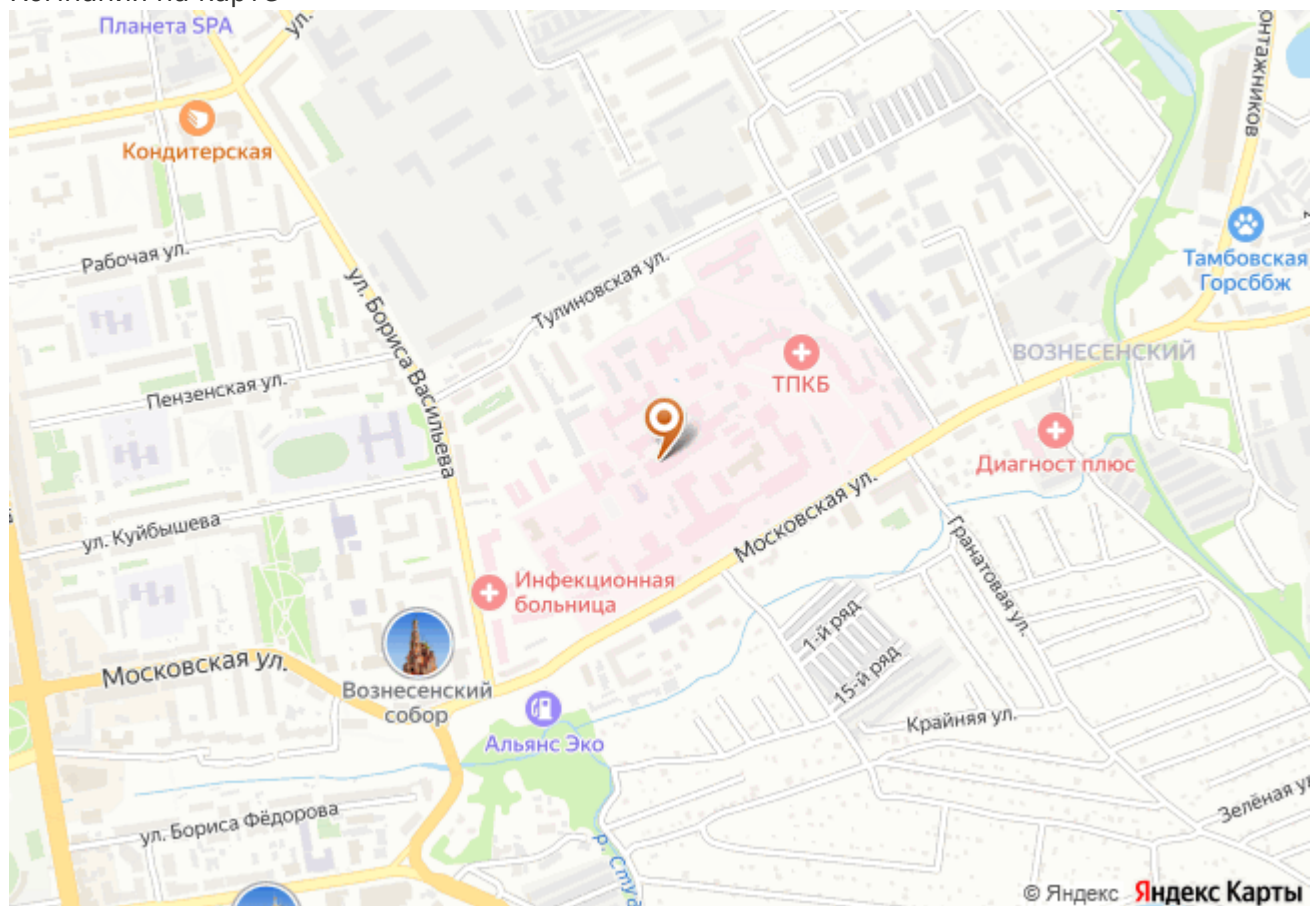 Планета SPA
ул.
Кондитерская
Рабочая ул.
ул. Бориса Васильева
Тулиновская ул.
Пензенская ул.
ТПКБ
ВОЗНЕСЕНСКИЙ
Тамбовская
Горсббж
Диагност плюс
ул. Куйбышева
Московская ул.
Гранатовая ул.
Инфекционная
больница
1-й ряд
15-й ряд
Московская ул.
Вознесенский
собор
Альянс Эко
Крайняя ул.
Зелёная ул
ул. Бориса Фёдорова
© Яндекс Яндекс Карты